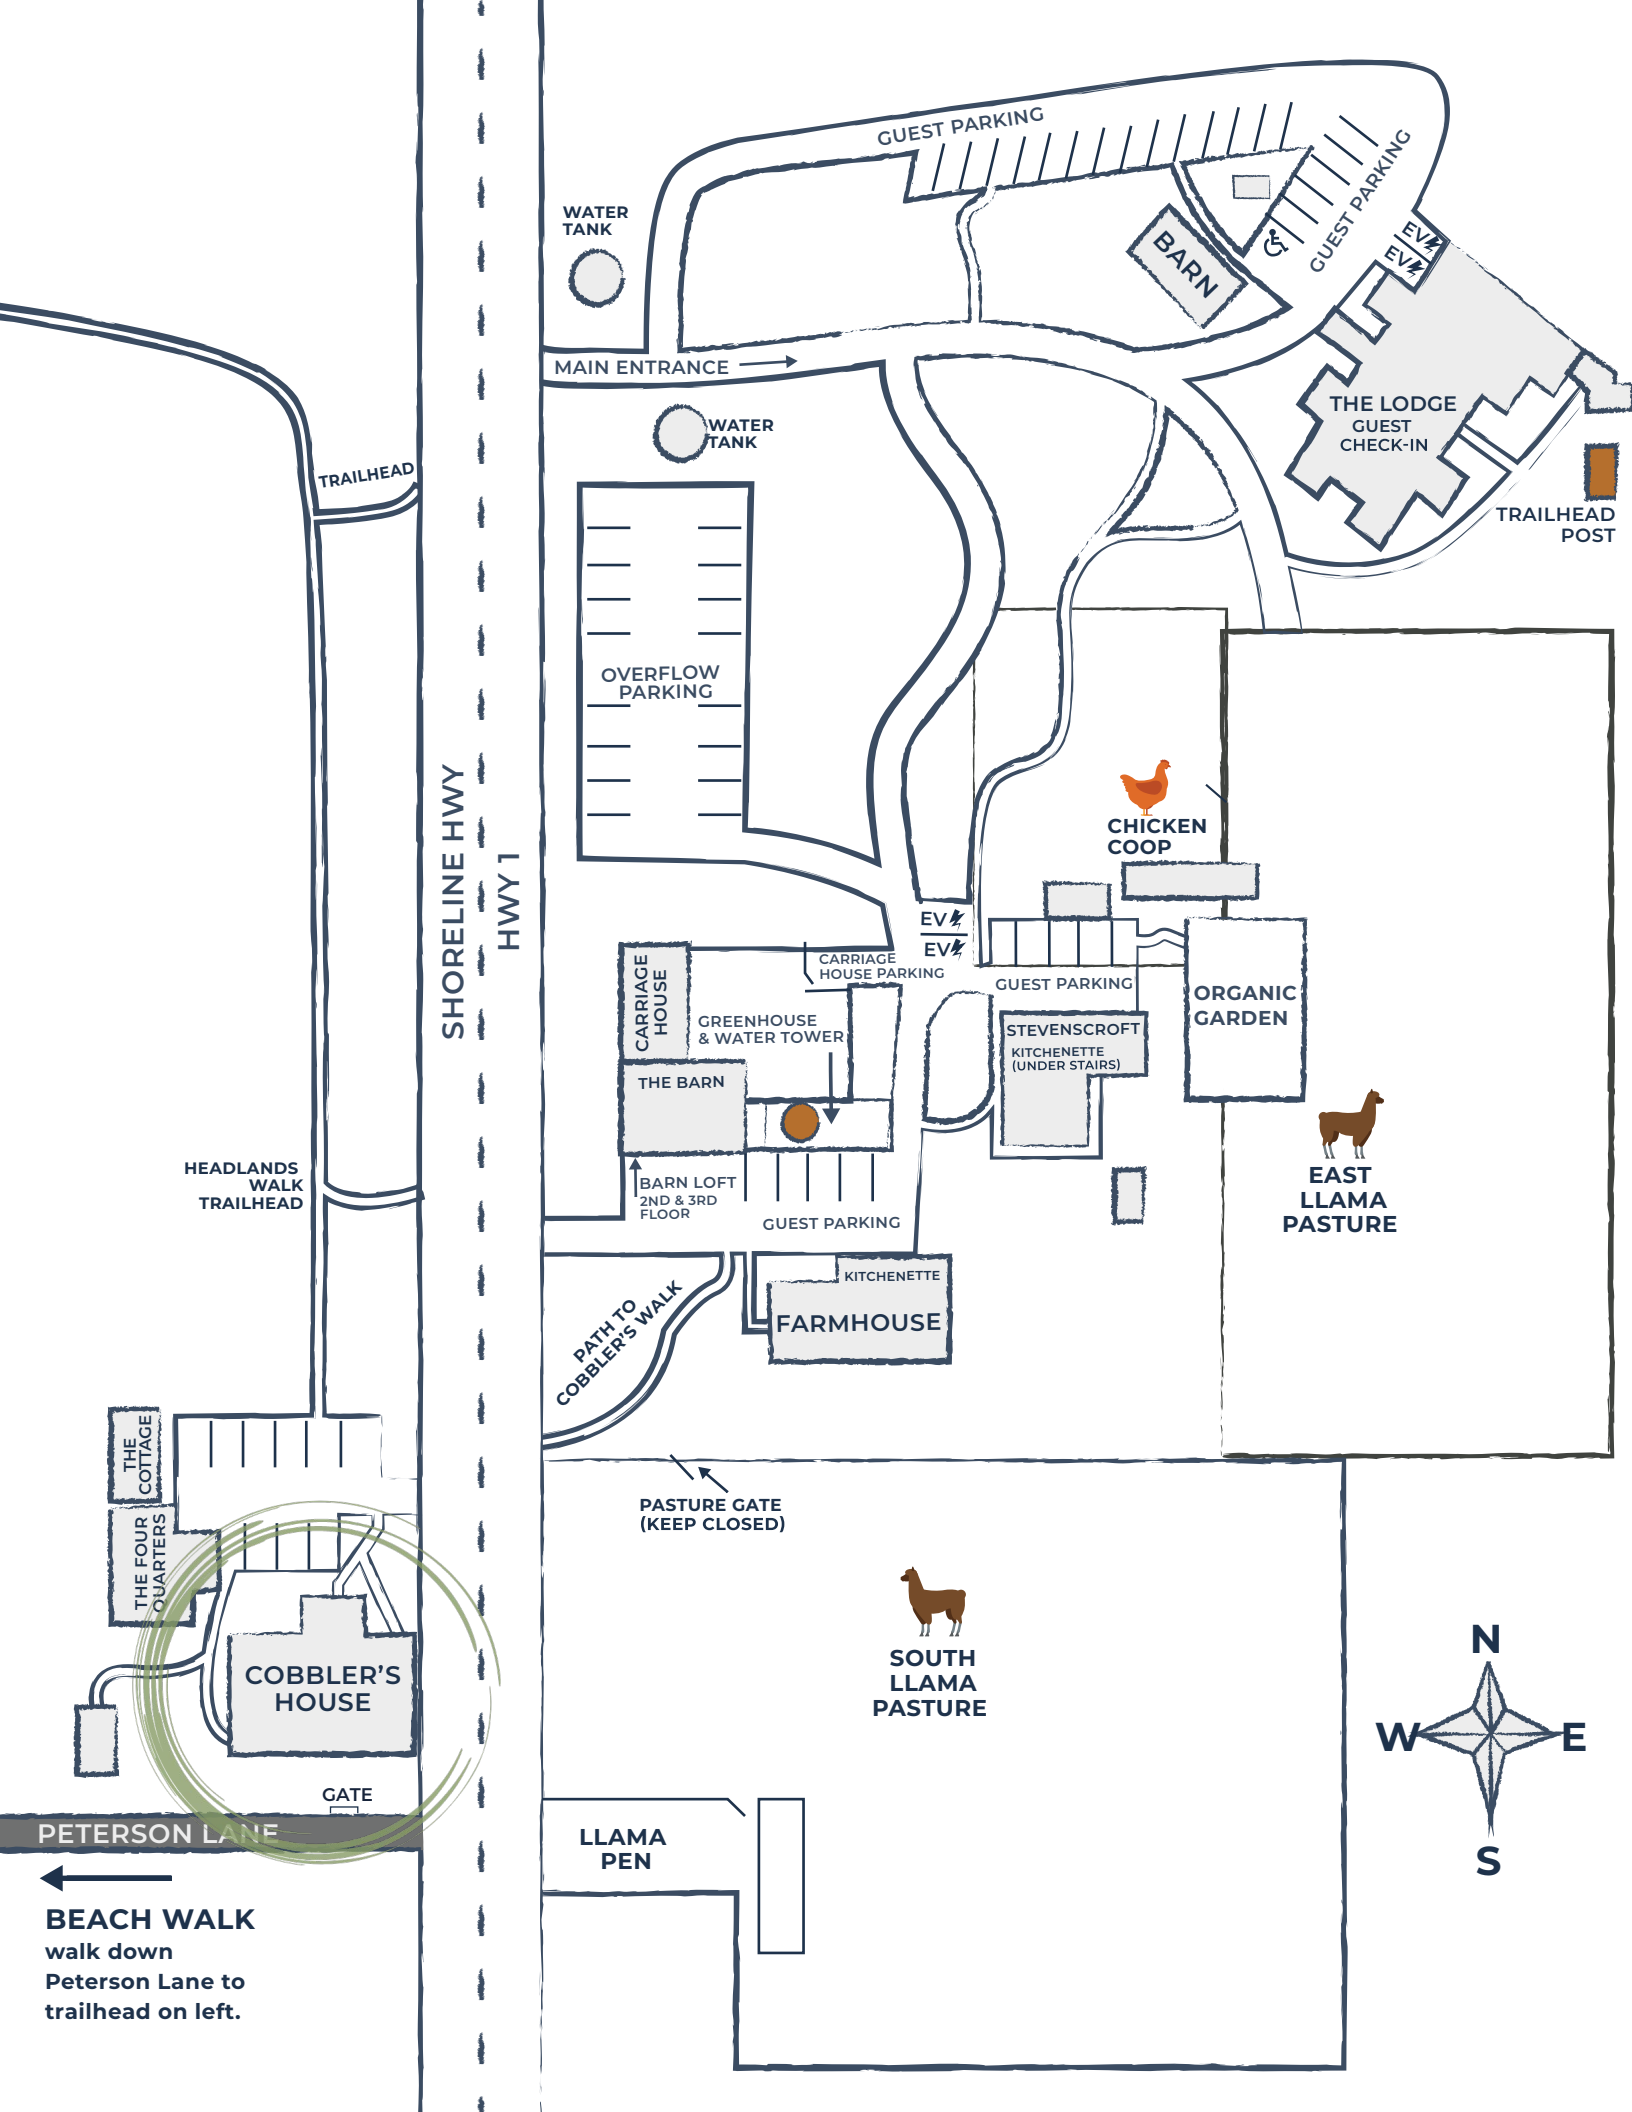 GUEST PARKING
GUEST PARKING
WATER
TANK
EV
EV
BARN
MAIN ENTRANCE
THE LODGE
GUEST
CHECK-IN
WATER
TANK
TRAILHEAD
TRAILHEAD
POST
OVERFLOW
PARKING
SHORELINE HWY
HWY 1
CHICKEN
COOP
EV
EV
CARRIAGE
HOUSE PARKING
CARRIAGE
HOUSE
GUEST PARKING
ORGANIC
GARDEN
GREENHOUSE
& WATER TOWER
STEVENSCROFT
KITCHENETTE
(UNDER STAIRS)
THE BARN
HEADLANDS
WALK
TRAILHEAD
BARN LOFT
2ND & 3RD
FLOOR
GUEST PARKING
EAST
LLAMA
PASTURE
KITCHENETTE
FARMHOUSE
PATH TO
COBBLER'S WALK
THE
COTTAGE
PASTURE GATE
(KEEP CLOSED)
THE FOUR
QUARTERS
COBBLER'S
HOUSE
SOUTH
LLAMA
PASTURE
N
W
E
S
GATE
PETERSON LANE
LLAMA
PEN
BEACH WALK
walk down
Peterson Lane to
trailhead on left.